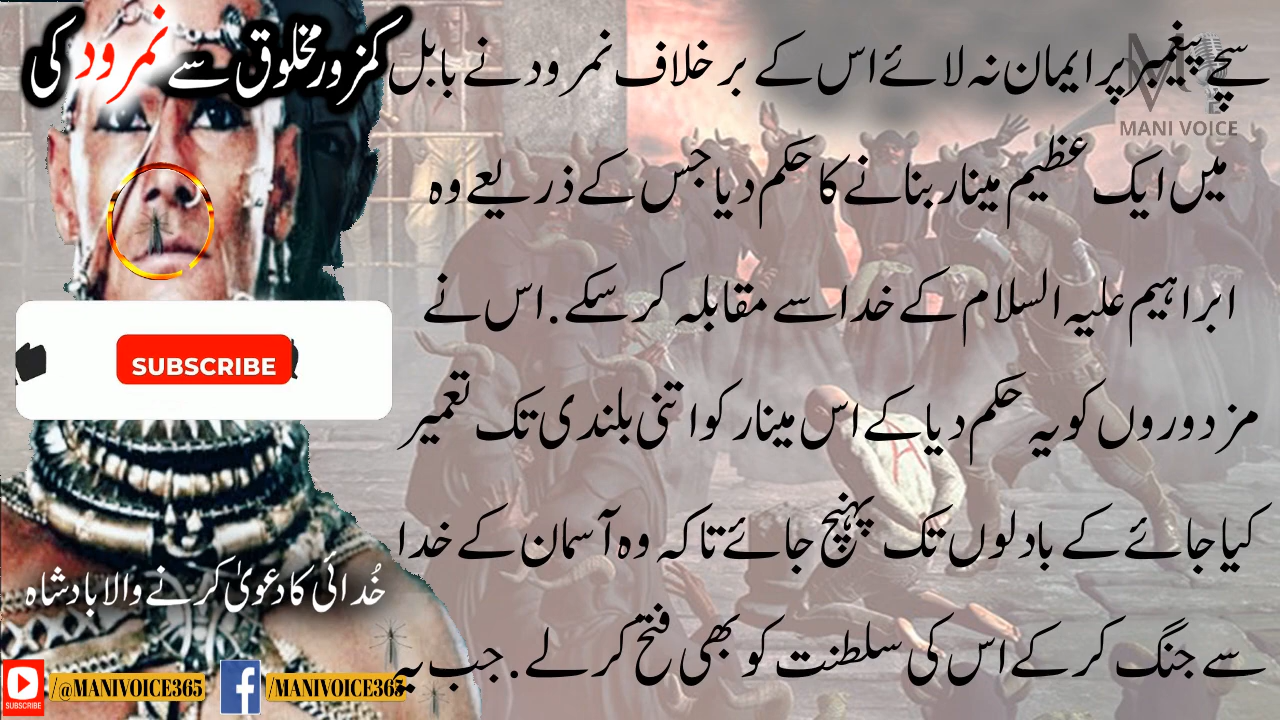 کمزور مخلوق سے نمرود کی
سچے پیغمبر پر ایمان نہ لائے اس کے برخلاف نمرود نے بابل
MANI VOICE
میں ایک عظیم مینار بنانے کا حکم دیا جس کے ذریعے وہ
ابراہیم علیہ السلام کے خدا سے مقابلہ کر سکے. اس نے
مزدوروں کو یہ حکم دیا کے اس مینار کو اتنی بلندی تک تعمیر
کیا جائے کے بادلوں تک پہنچ جائے تاکہ وہ آسمان کے خدا
سے جنگ کر کے اس کی سلطنت کو بھی فتح کر لے. جب یہ
SUBSCRIBE
خُدائی کا دعویٰ کرنے والا بادشاہ
SUBSCRIBE
/@MANIVOICE365
/MANIVOICE365